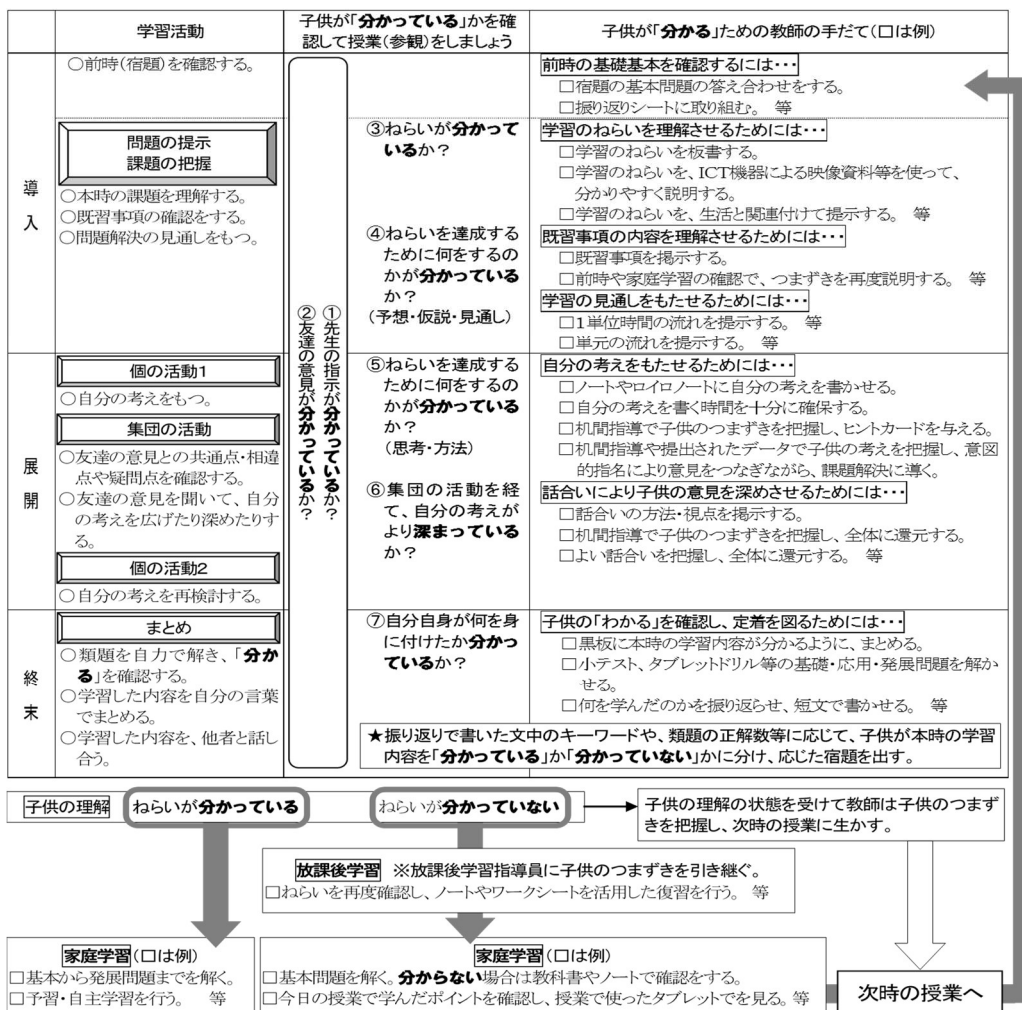 学習活動
子供が「分かっている」かを確
認して授業(参観)をしましょう
子供が「分かる」ための教師の手だて(□は例)
導入
○前時(宿題)を確認する。
問題の提示
課題の把握
○本時の課題を理解する。
○既習事項の確認をする。
○問題解決の見通しをもつ。
①先生の指示が分かっているか?
②友達の意見が分かっているか?
③ねらいが分かって
いるか?
④ねらいを達成する
ために何をするの
かが分かっている
か?
(予想・仮説・見通し)
前時の基礎基本を確認するには・・・
□宿題の基本問題の答え合わせをする。
□振り返りシートに取り組む。 等
学習のねらいを理解させるためには・・・
□学習のねらいを板書する。
□学習のねらいを、ICT機器による映像資料等を使って、
分かりやすく説明する。
□学習のねらいを、生活と関連付けて提示する。 等
既習事項の内容を理解させるためには・・・
□既習事項を掲示する。
□前時や家庭学習の確認で、つまずきを再度説明する。 等
学習の見通しをもたせるためには・・・
□1単位時間の流れを提示する。 等
□単元の流れを提示する。 等
展開
個の活動1
○自分の考えをもつ。
集団の活動
○友達の意見との共通点・相違
点や疑問点を確認する。
○友達の意見を聞いて、自分
の考えを広げたり深めたりす
る。
個の活動2
○自分の考えを再検討する。
⑤ねらいを達成する
ために何をするの
かが分かっている
か?
(思考・方法)
⑥集団の活動を経
て、自分の考えが
より深まっている
か?
自分の考えをもたせるためには・・・
□ノートやロイロノートに自分の考えを書かせる。
□自分の考えを書く時間を十分に確保する。
□机間指導で子供のつまずきを把握し、ヒントカードを与える。
□机間指導や提出されたデータで子供の考えを把握し、意図
的指名により意見をつなぎながら、課題解決に導く。
話合いにより子供の意見を深めさせるためには・・・
□話合いの方法・視点を掲示する。
□机間指導で子供のつまずきを把握し、全体に還元する。
□よい話合いを把握し、全体に還元する。 等
終末
まとめ
○類題を自力で解き、「分か
る」を確認する。
○学習した内容を自分の言葉
でまとめる。
○学習した内容を、他者と話し
合う。
⑦自分自身が何を身
に付けたか分かっ
ているか?
子供の「わかる」を確認し、定着を図るためには・・・
□黒板に本時の学習内容が分かるように、まとめる。
□小テスト、タブレットドリル等の基礎・応用・発展問題を解か
せる。
□何を学んだのかを振り返らせ、短文で書かせる。 等
★振り返りで書いた文中のキーワードや、類題の正解数等に応じて、子供が本時の学習
内容を「分かっている」か「分かっていない」かに分け、応じた宿題を出す。
子供の理解
ねらいが分かっている
ねらいが分かっていない
子供の理解の状態を受けて教師は子供のつまず
きを把握し、次時の授業に生かす。
放課後学習 ※放課後学習指導員に子供のつまずきを引き継ぐ。
□ねらいを再度確認し、ノートやワークシートを活用した復習を行う。 等
家庭学習(□は例)
□基本から発展問題までを解く。
□予習・自主学習を行う。 等
家庭学習(□は例)
□基本問題を解く。分からない場合は教科書やノートで確認をする。
□今日の授業で学んだポイントを確認し、授業で使ったタブレットでを見る。等
次時の授業へ